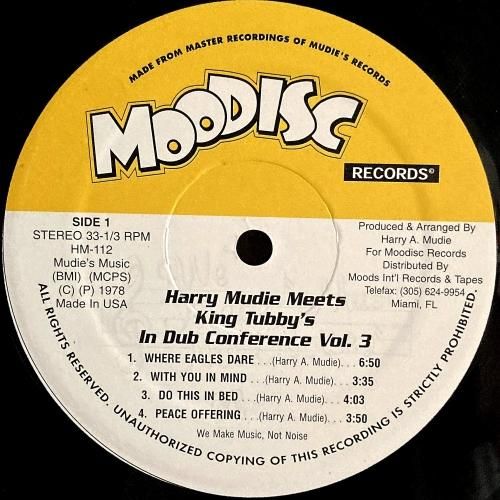 MADE FROM MASTER RECORDINGS OF MUDIE'S RECORDS
MOODISC
RECORDS©
SIDE 1
STEREO 33-1/3 RPM
HM-112
Mudie's Music
(BMI) (MCPS)
(C) (P) 1978
Made In USA
Produced & Arranged By
Harry A. Mudie
For Moodisc Records
Distributed By
Moods Int'l Records & Tapes
Telefax: (305) 624-9954
Miami, FL
Harry Mudie Meets
King Tubby's
In Dub Conference Vol. 3
1. WHERE EAGLES DARE . . .(Harry A. Mudie). . . 6:50
2. WITH YOU IN MIND . . .(Harry A. Mudie). . . 3:35
3. DO THIS IN BED . . .(Harry A. Mudie). . . 4:03
4. PEACE OFFERING . . .(Harry A. Mudie). . . 3:50
We Make Music, Not Noise
ALL RIGHTS RESERVED. UNAUTHORIZED COPYING OF THIS RECORDING IS STRICTLY PROHIBITED.